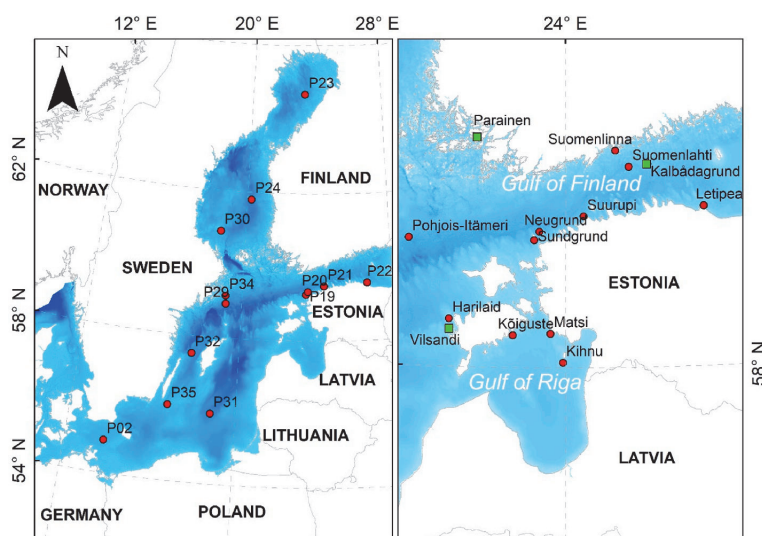 12° E
20° E
28° E
24° E
N
P23
62° N
FINLAND
NORWAY
P24
P30
SWEDEN
P34
P29
P20
P21
P22
P19
58° N
ESTONIA
P32
LATVIA
P35
P31
P02
LITHUANIA
54° N
GERMANY
POLAND
Parainen
Suomenlinna
Suomenlahti
Kalbådagrund
Gulf of Finland
Letipea
Suurupi
Pohjois-Itämeri
Neugrund
Sundgrund
ESTONIA
Harilaid
Vilsandi
Kõiguste
Matsi
Kihnu
58° N
Gulf of Riga
LATVIA